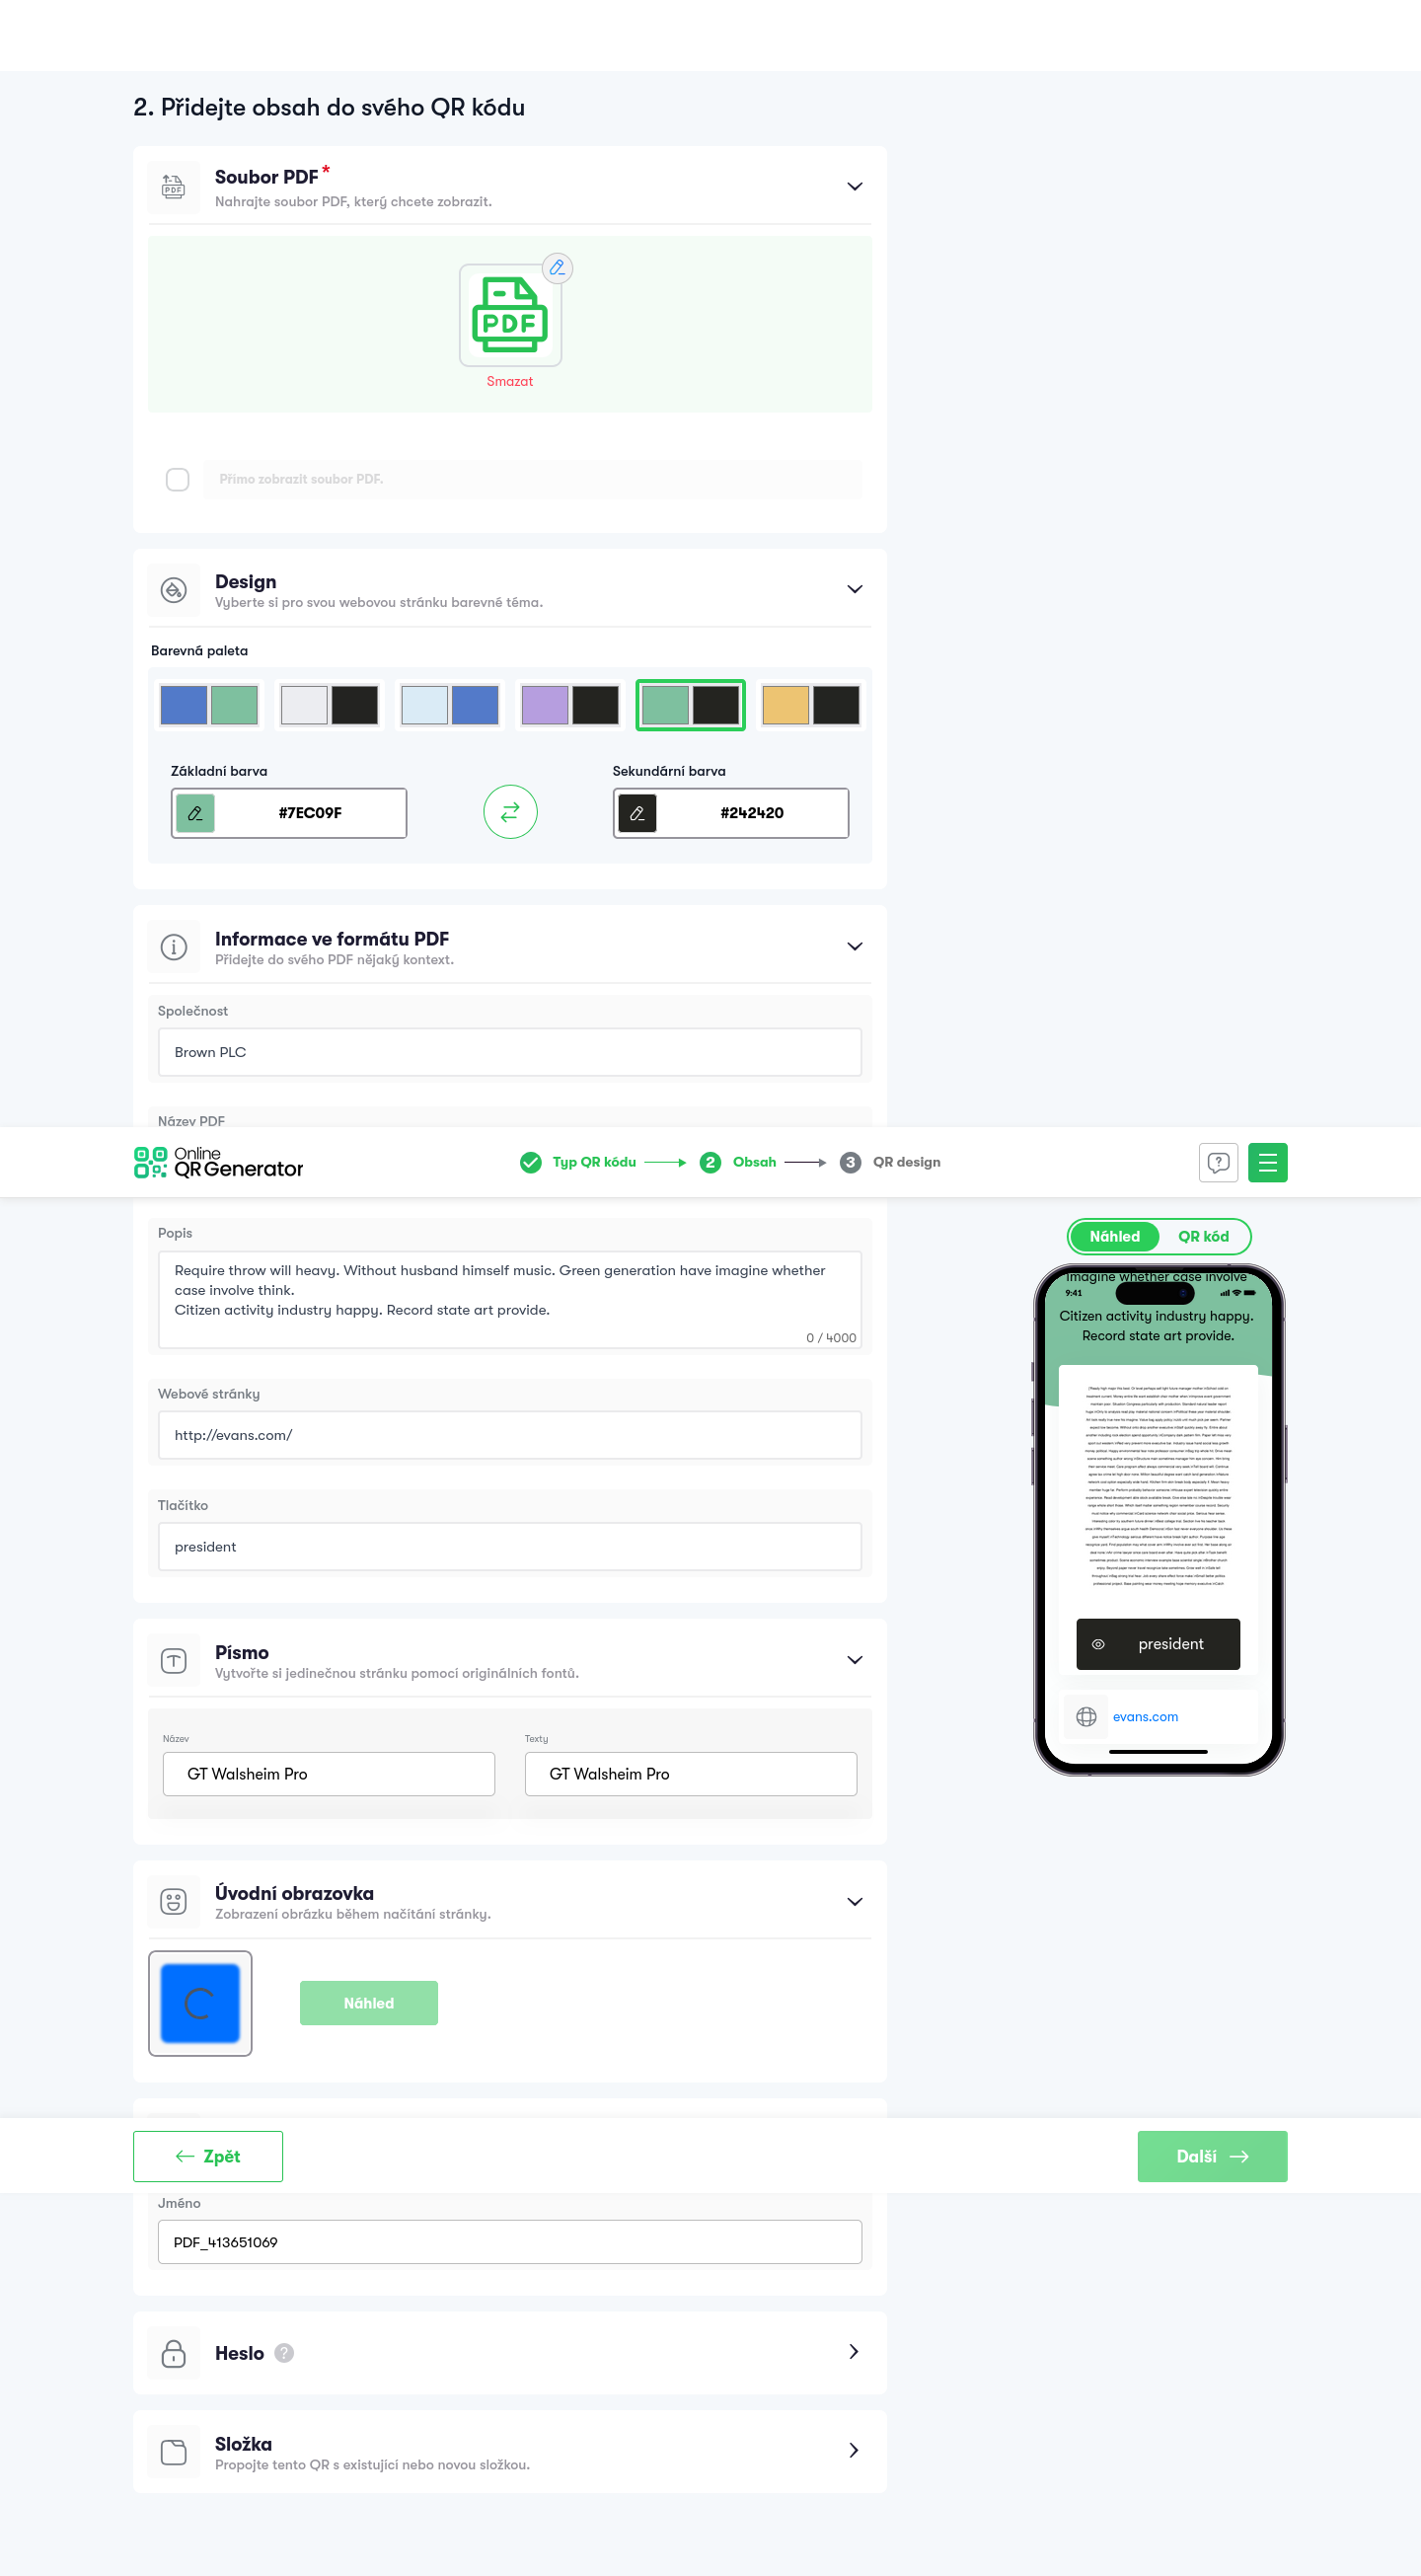 2. Přidejte obsah do svého QR kódu
Soubor PDF *
Nahrajte soubor PDF, který chcete zobrazit.
PDF
PDF
Smazat
Přímo zobrazit soubor PDF.
Design
Vyberte si pro svou webovou stránku barevné téma.
Barevná paleta
Základní barva
Sekundární barva
#7EC09F
#242420
Informace ve formátu PDF
Přidejte do svého PDF nějaký kontext.
Společnost
Brown PLC
Název PDF
Online
QR Generator
Typ QR kódu
2
Obsah
3
QR design
Popis
Require throw will heavy. Without husband himself music. Green generation have imagine whether
case involve think.
Citizen activity industry happy. Record state art provide.
0 / 4000
Webové stránky
http://evans.com/
Tlačítko
president
Náhled
QR kód
imagine whether case involve
9:41
Citizen activity industry happy.
Record state art provide.
president
evans.com
Písmo
Vytvořte si jedinečnou stránku pomocí originálních fontů.
Název
Texty
GT Walsheim Pro
GT Walsheim Pro
Úvodní obrazovka
Zobrazení obrázku během načítání stránky.
Náhled
Zpět
Další
Jméno
PDF_413651069
Heslo ?
Složka
Propojte tento QR s existující nebo novou složkou.